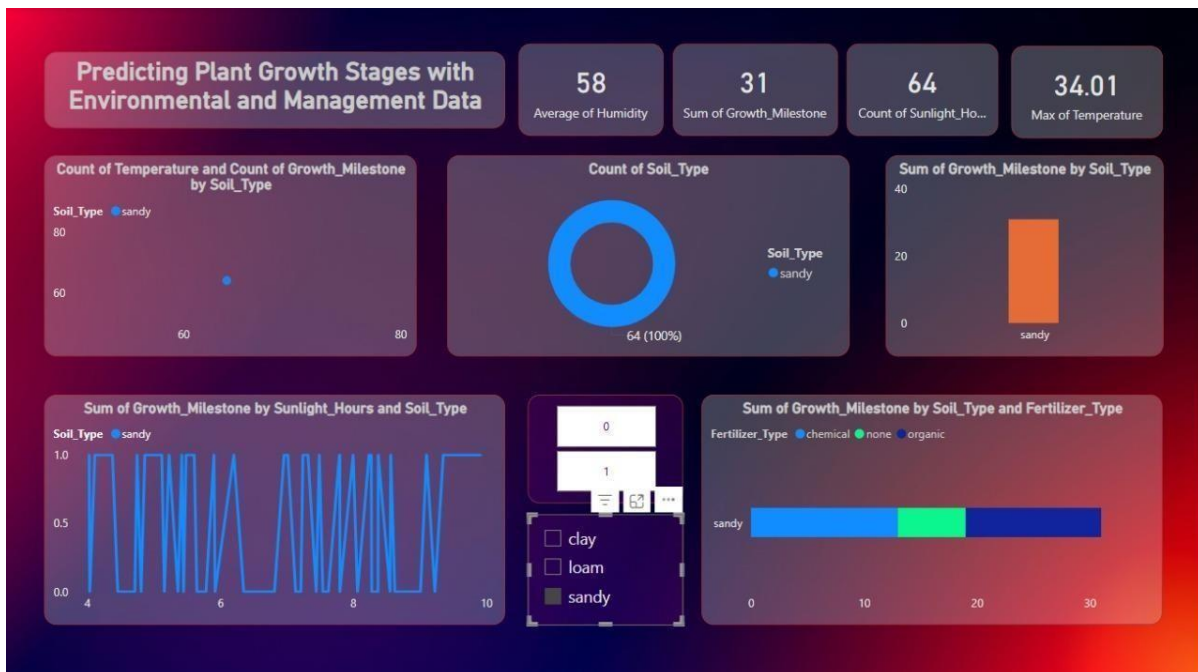 Predicting Plant Growth Stages with
Environmental and Management Data
58
Average of Humidity
31
Sum of Growth_Milestone
64
Count of Sunlight_Ho...
34.01
Max of Temperature
Count of Temperature and Count of Growth_Milestone
by Soil_Type
Soil_Type sandy
80
60
60 80
Count of Soil_Type
Soil_Type
sandy
64 (100%)
Sum of Growth_Milestone by Soil_Type
40
20
0
sandy
Sum of Growth_Milestone by Sunlight_Hours and Soil_Type
Soil_Type sandy
1.0
0.5
0.0
4 6 8 10
0
1
clay
loam
sandy
Sum of Growth_Milestone by Soil_Type and Fertilizer_Type
Fertilizer_Type chemical none organic
sandy
0 10 20 30